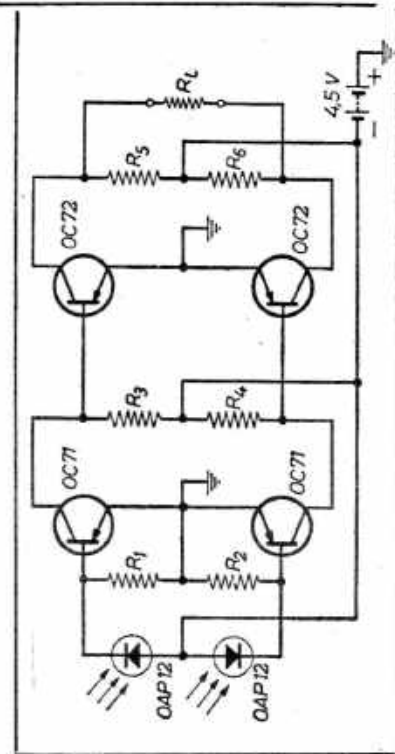 OC71 OC72
R1 R3 R5
OAP12 RL
R2 R4 R6
OAP12
OC71 OC72
4,5 V
− +